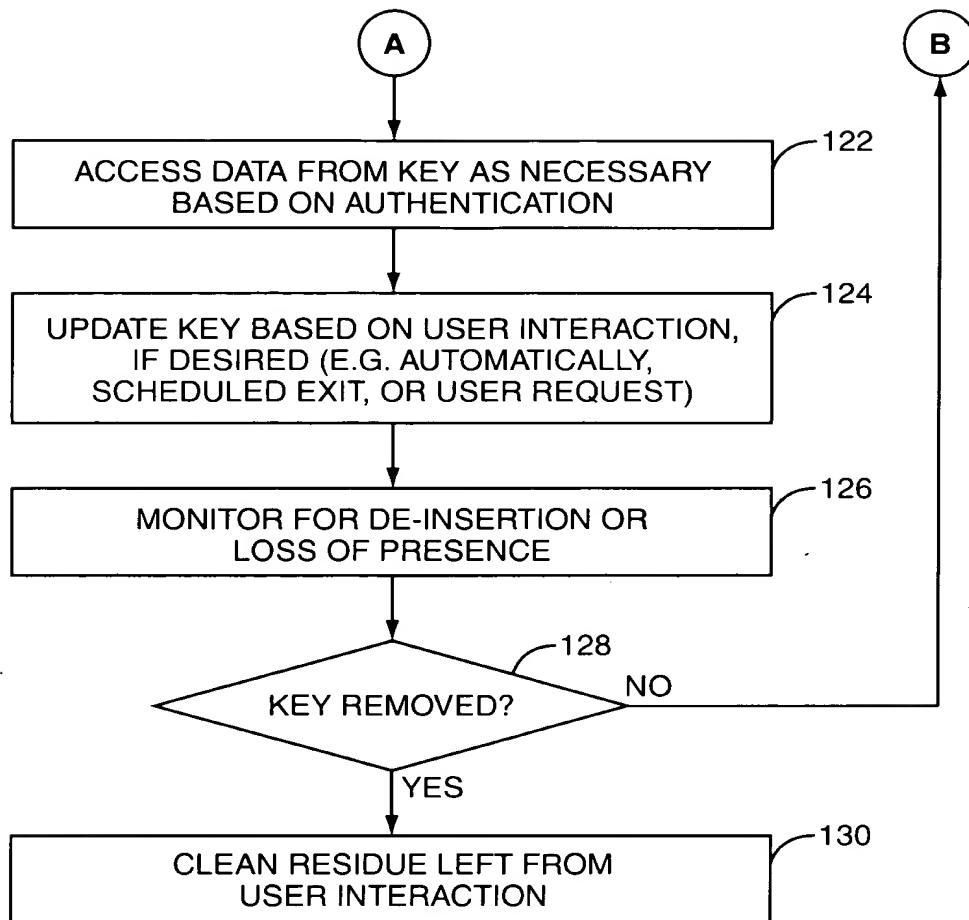 A
B
122
ACCESS DATA FROM KEY AS NECESSARY
BASED ON AUTHENTICATION
124
UPDATE KEY BASED ON USER INTERACTION,
IF DESIRED (E.G. AUTOMATICALLY,
SCHEDULED EXIT, OR USER REQUEST)
126
MONITOR FOR DE-INSERTION OR
LOSS OF PRESENCE
128
KEY REMOVED?
NO
YES
130
CLEAN RESIDUE LEFT FROM
USER INTERACTION